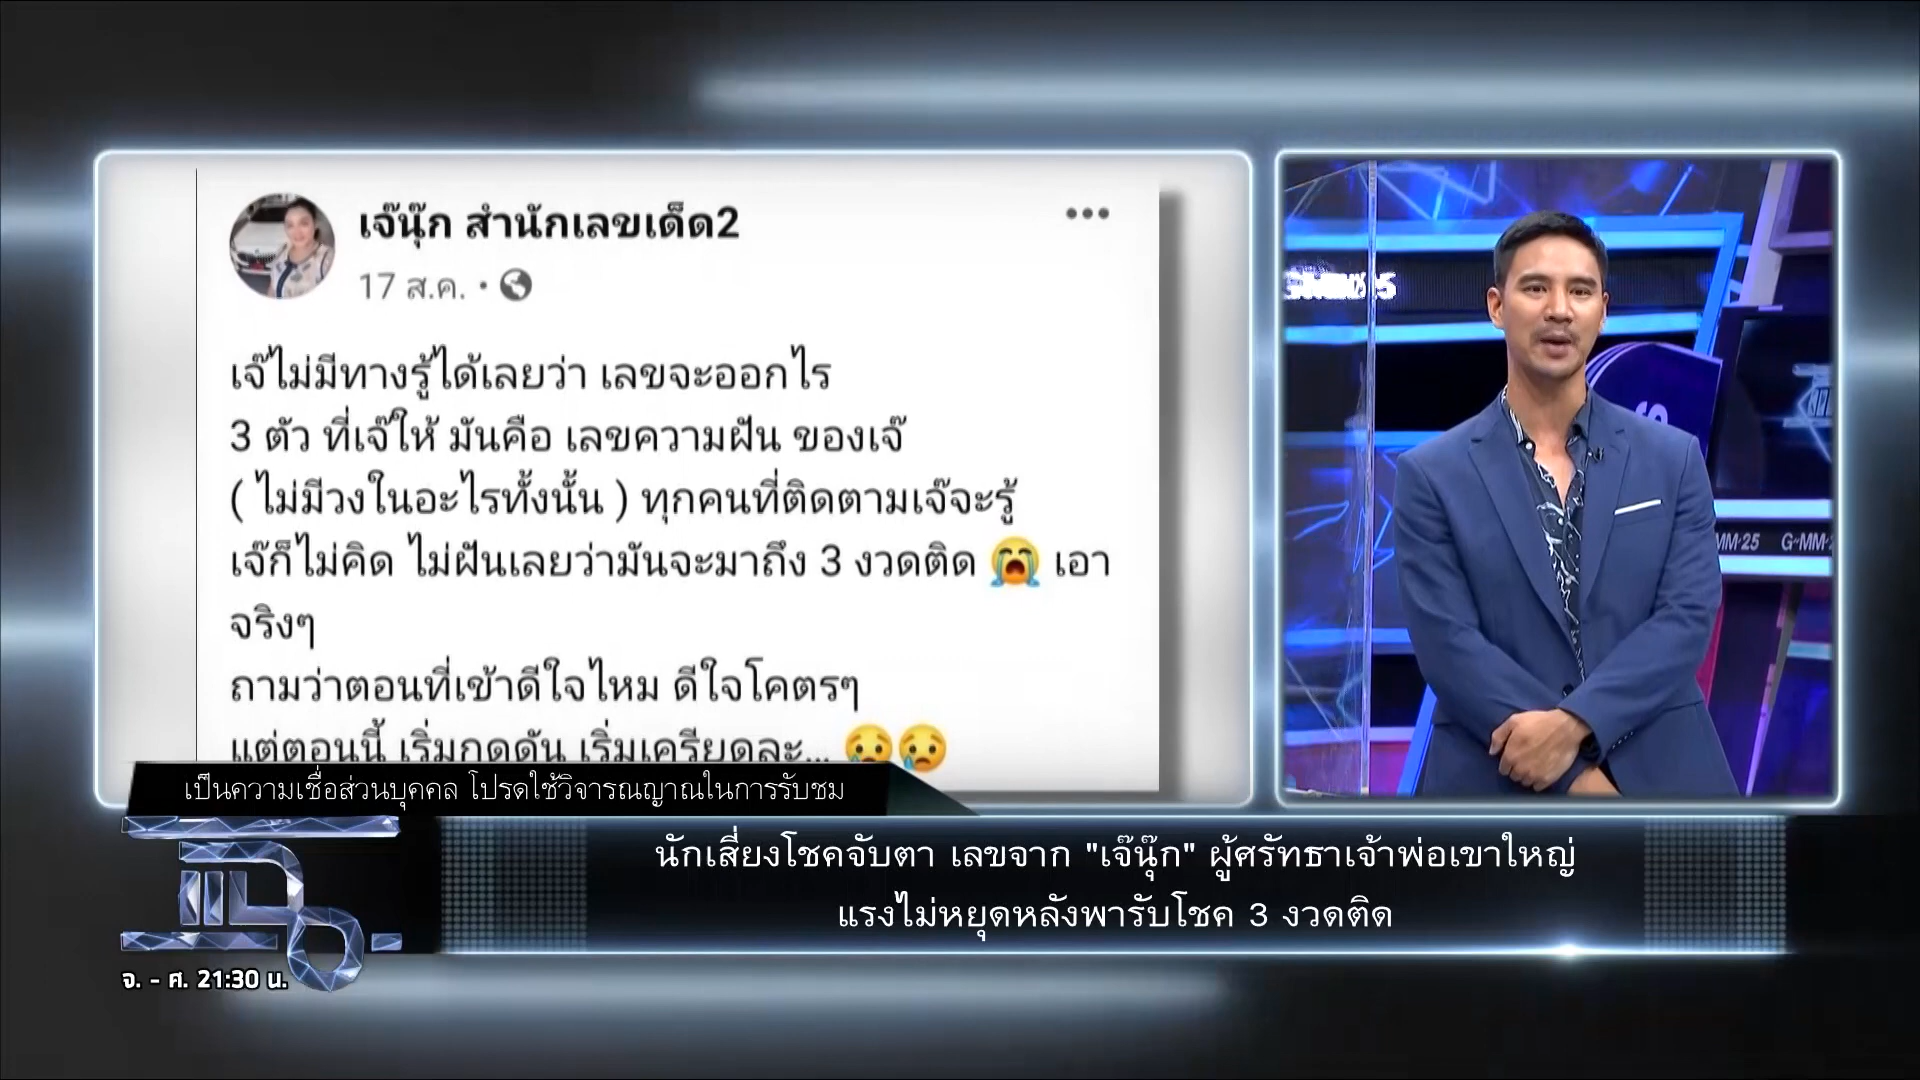 เจ๊นุ๊ก สำนักเลขเด็ด2
17 ส.ค. •
เจ๊ไม่มีทางรู้ได้เลยว่า เลขจะออกไร
3 ตัว ที่เจ๊ให้ มันคือ เลขความฝัน ของเจ๊
( ไม่มีวงในอะไรทั้งนั้น ) ทุกคนที่ติดตามเจ๊จะรู้
เจ๊ก็ไม่คิด ไม่ฝันเลยว่ามันจะมาถึง 3 งวดติด 😭 เอา
จริงๆ
ถามว่าตอนที่เข้าดีใจไหม ดีใจโคตรๆ
แต่ตอนนี้ เริ่มกดดัน เริ่มเครียดละ... 😢😢
MM 25 G~MM
เป็นความเชื่อส่วนบุคคล โปรดใช้วิจารณญาณในการรับชม
นักเสี่ยงโชคจับตา เลขจาก "เจ๊นุ๊ก" ผู้ศรัทธาเจ้าพ่อเขาใหญ่
แรงไม่หยุดหลังพารับโชค 3 งวดติด
แฉ
จ. - ศ. 21:30 น.